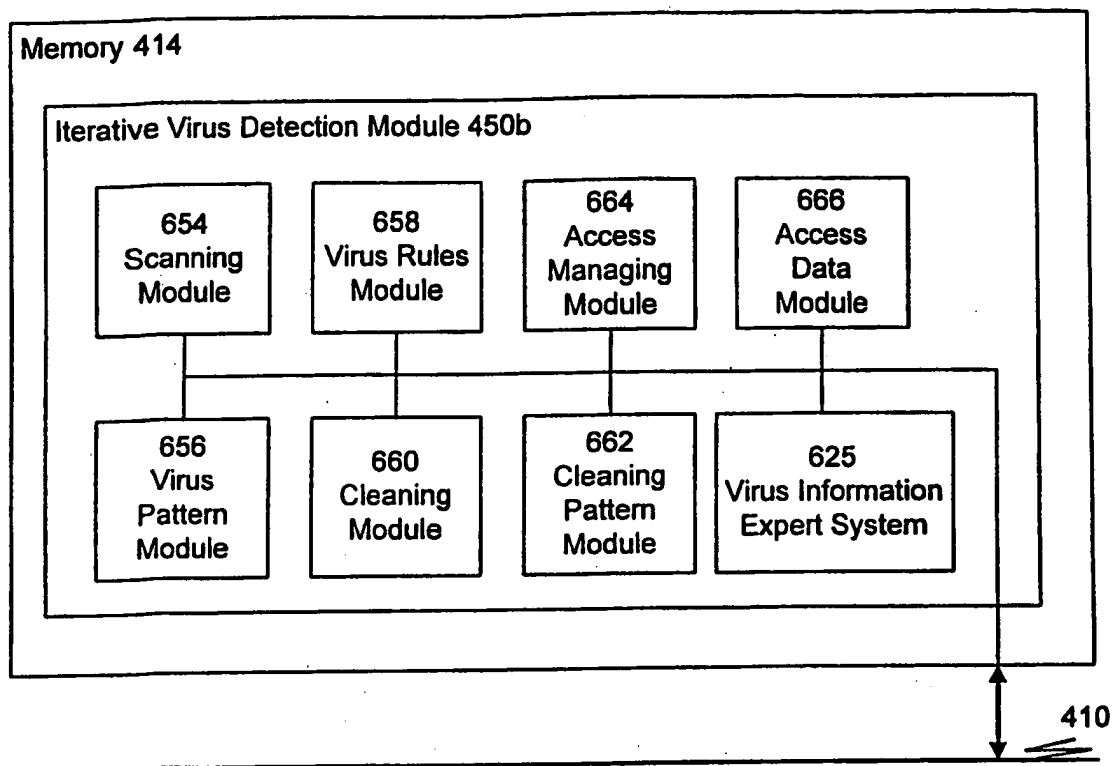 Memory 414
Iterative Virus Detection Module 450b
654
Scanning
Module
658
Virus Rules
Module
664
Access
Managing
Module
666
Access
Data
Module
656
Virus
Pattern
Module
660
Cleaning
Module
662
Cleaning
Pattern
Module
625
Virus Information
Expert System
410